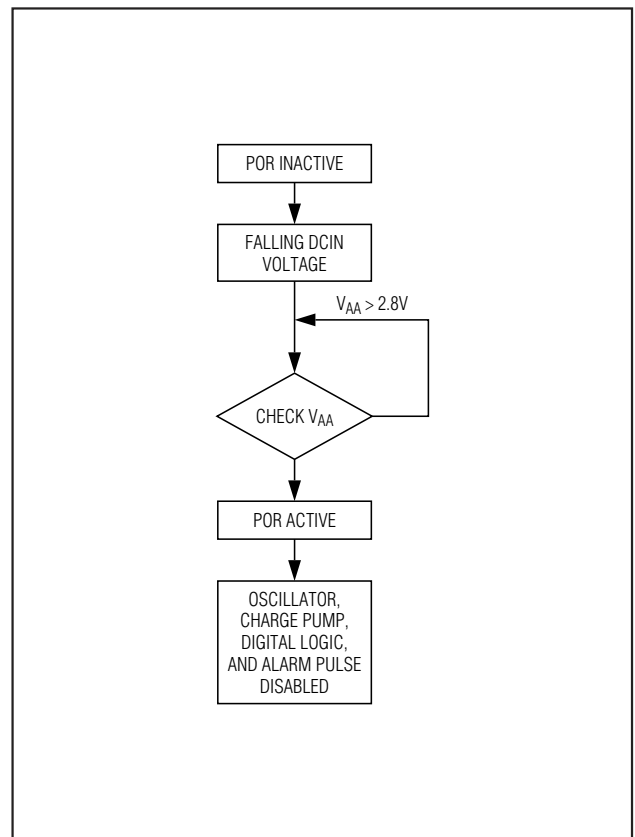 POR INACTIVE
FALLING DCIN
VOLTAGE
VAA > 2.8V
CHECK VAA
POR ACTIVE
OSCILLATOR,
CHARGE PUMP,
DIGITAL LOGIC,
AND ALARM PULSE
DISABLED